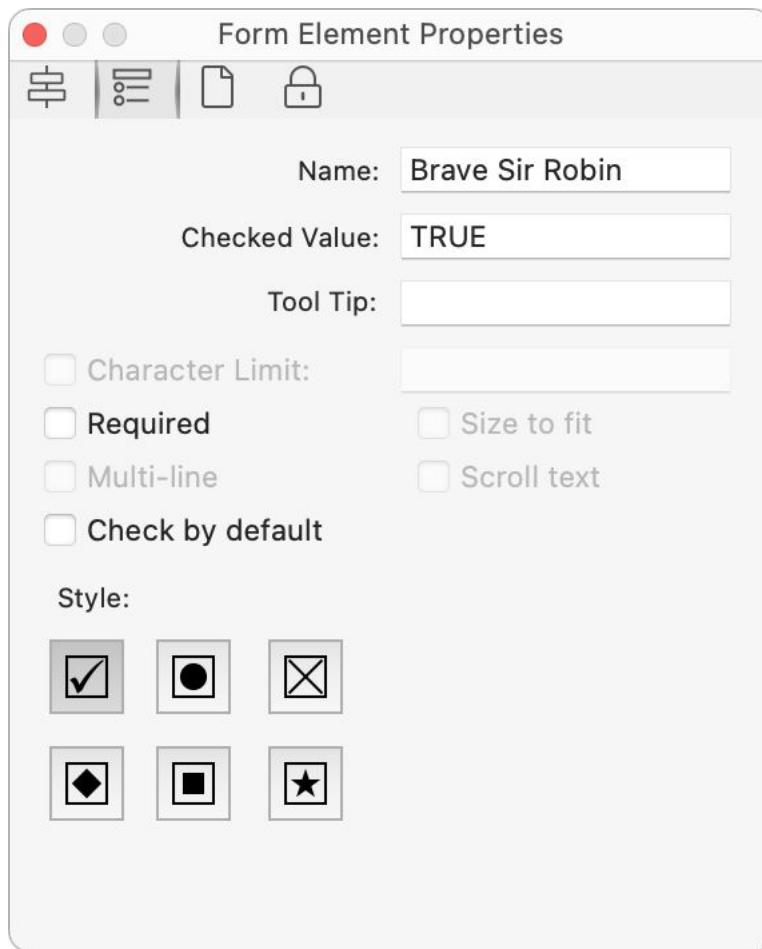 Form Element Properties
Name: Brave Sir Robin
Checked Value: TRUE
Tool Tip:
Character Limit:
Required Size to fit
Multi-line Scroll text
Check by default
Style: